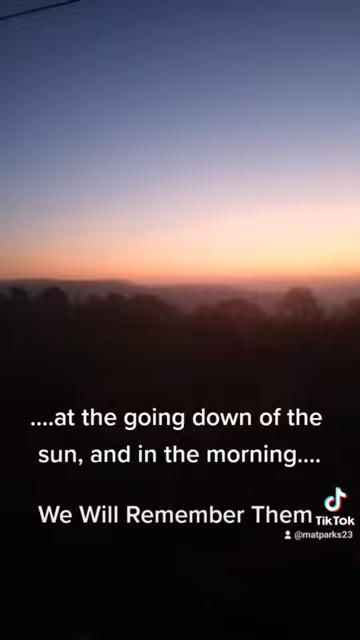 ....at the going down of the
sun, and in the morning....
We Will Remember Them
TikTok
@matparks23